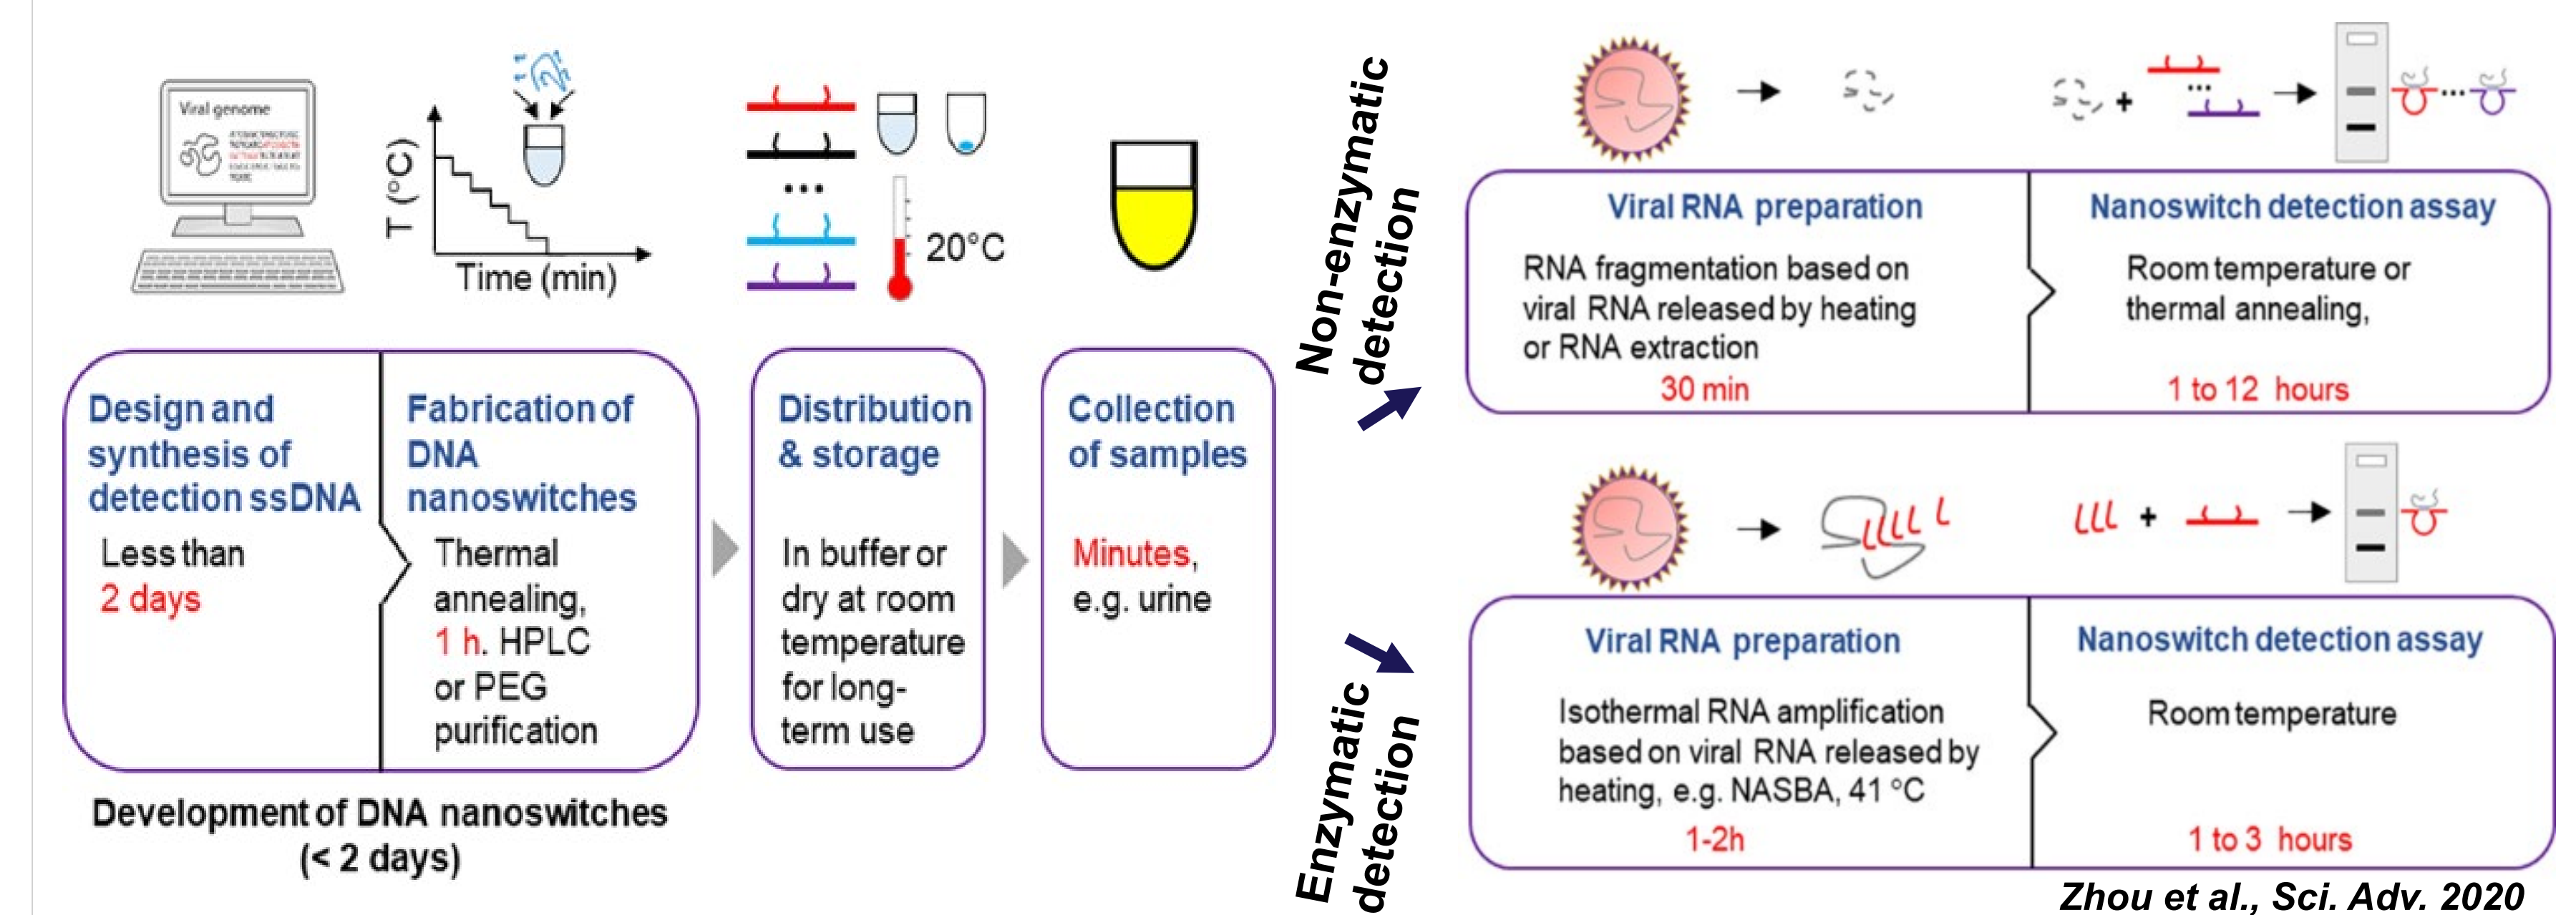 Viral genome
T (°C)
Time (min)
20°C
Design and
synthesis of
detection ssDNA
Less than
2 days
Fabrication of
DNA
nanoswitches
Thermal
annealing,
1 h. HPLC
or PEG
purification
Development of DNA nanoswitches
(< 2 days)
Distribution
& storage
In buffer or
dry at room
temperature
for long-
term use
Collection
of samples
Minutes,
e.g. urine
Non-enzymatic
detection
+
...
...
Viral RNA preparation
RNA fragmentation based on
viral RNA released by heating
or RNA extraction
30 min
Nanoswitch detection assay
Room temperature or
thermal annealing,
1 to 12 hours
Enzymatic
detection
+
Viral RNA preparation
Isothermal RNA amplification
based on viral RNA released by
heating, e.g. NASBA, 41 °C
1-2h
Nanoswitch detection assay
Room temperature
1 to 3 hours
Zhou et al., Sci. Adv. 2020